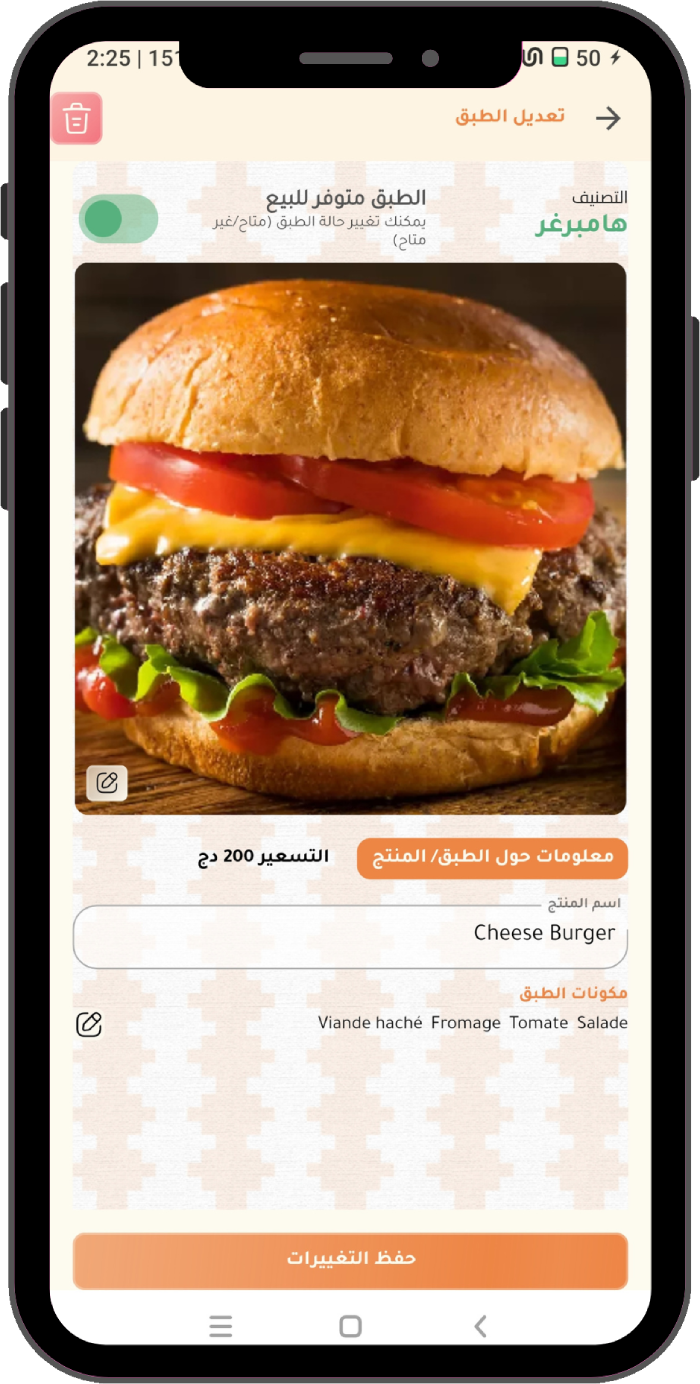 2:25 | 151
50
تعديل الطبق
التصنيف
هامبرغر
الطبق متوفر للبيع
يمكنك تغيير حالة الطبق (متاح/غير
متاح)
معلومات حول الطبق/ المنتج
التسعير 200 دج
اسم المنتج
Cheese Burger
مكونات الطبق
Viande haché Fromage Tomate Salade
حفظ التغييرات